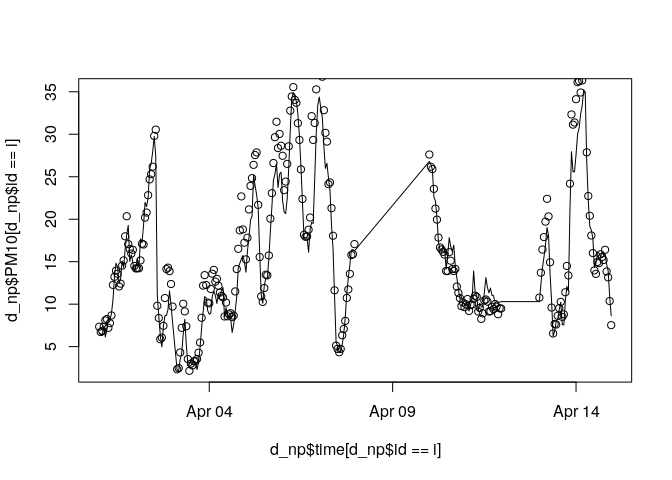 35
30
25
20
15
10
5
d_np$PM10[d_np$id == i]
Apr 04
Apr 09
Apr 14
d_np$time[d_np$id == i]